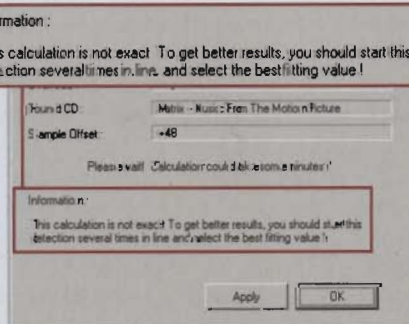 rmation :
s calculation is not exact To get better results, you should start this
ction several times in line and select the best fitting value !
Found CD: Matrix - Music From The Motion Picture
Sample Offset: +48
Please wait! Calculation could take some minutes !
Information :
This calculation is not exact To get better results, you should start this
detection several times in line and select the best fitting value !
Apply OK